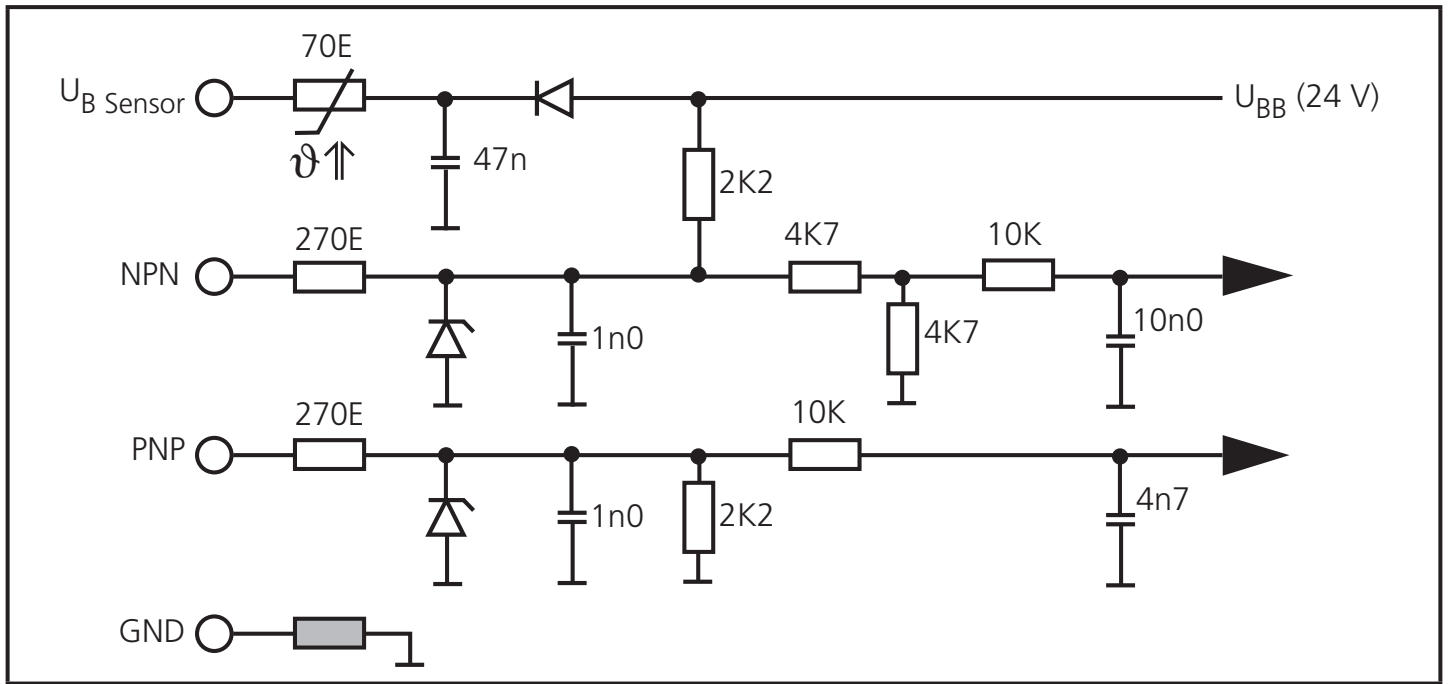 70E
U_B Sensor
U_BB (24 V)
ϑ⇑
47n
2K2
270E
4K7
10K
NPN
1n0
4K7
10n0
270E
10K
PNP
1n0
2K2
4n7
GND